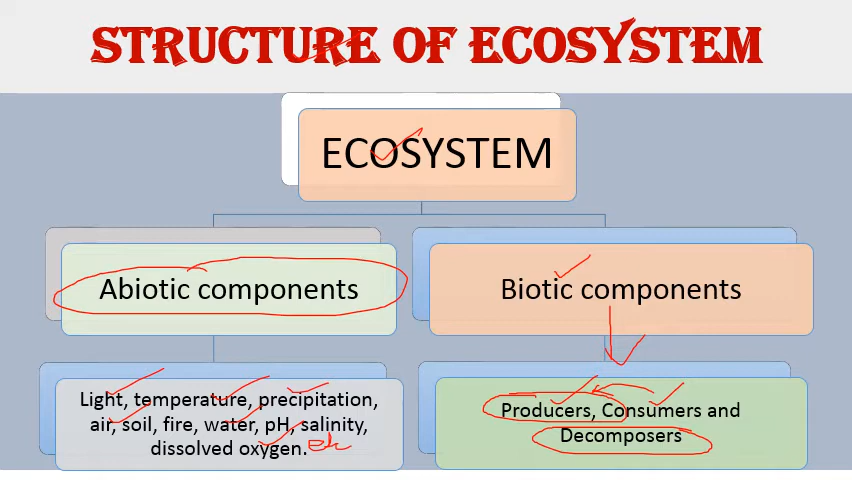 STRUCTURE OF ECOSYSTEM
ECOSYSTEM
Abiotic components
Biotic components
Light, temperature, precipitation,
air, soil, fire, water, pH, salinity,
dissolved oxygen. etc
Producers, Consumers and
Decomposers